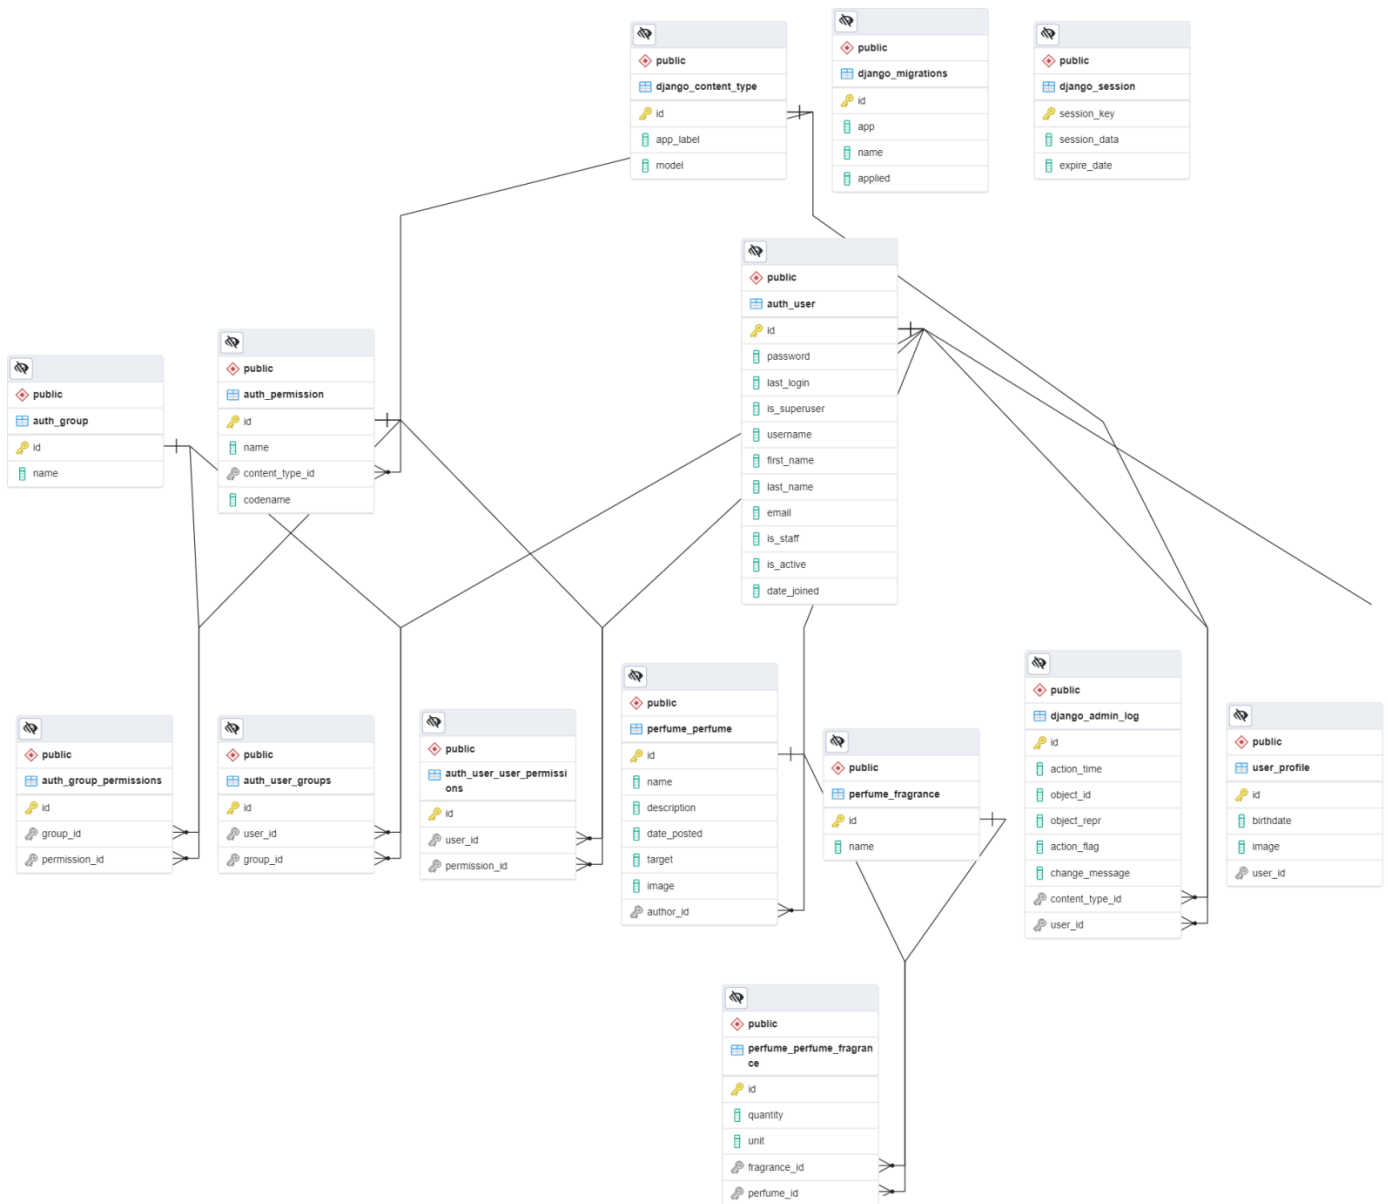 public
django_content_type
id
app_label
model
public
django_migrations
id
app
name
applied
public
django_session
session_key
session_data
expire_date
public
auth_user
id
password
last_login
is_superuser
username
first_name
last_name
email
is_staff
is_active
date_joined
public
auth_group
id
name
public
auth_permission
id
name
content_type_id
codename
public
auth_group_permissions
id
group_id
permission_id
public
auth_user_groups
id
user_id
group_id
public
auth_user_user_permissi
ons
id
user_id
permission_id
public
perfume_perfume
id
name
description
date_posted
target
image
author_id
public
perfume_fragrance
id
name
public
django_admin_log
id
action_time
object_id
object_repr
action_flag
change_message
content_type_id
user_id
public
user_profile
id
birthdate
image
user_id
public
perfume_perfume_fragran
ce
id
quantity
unit
fragrance_id
perfume_id